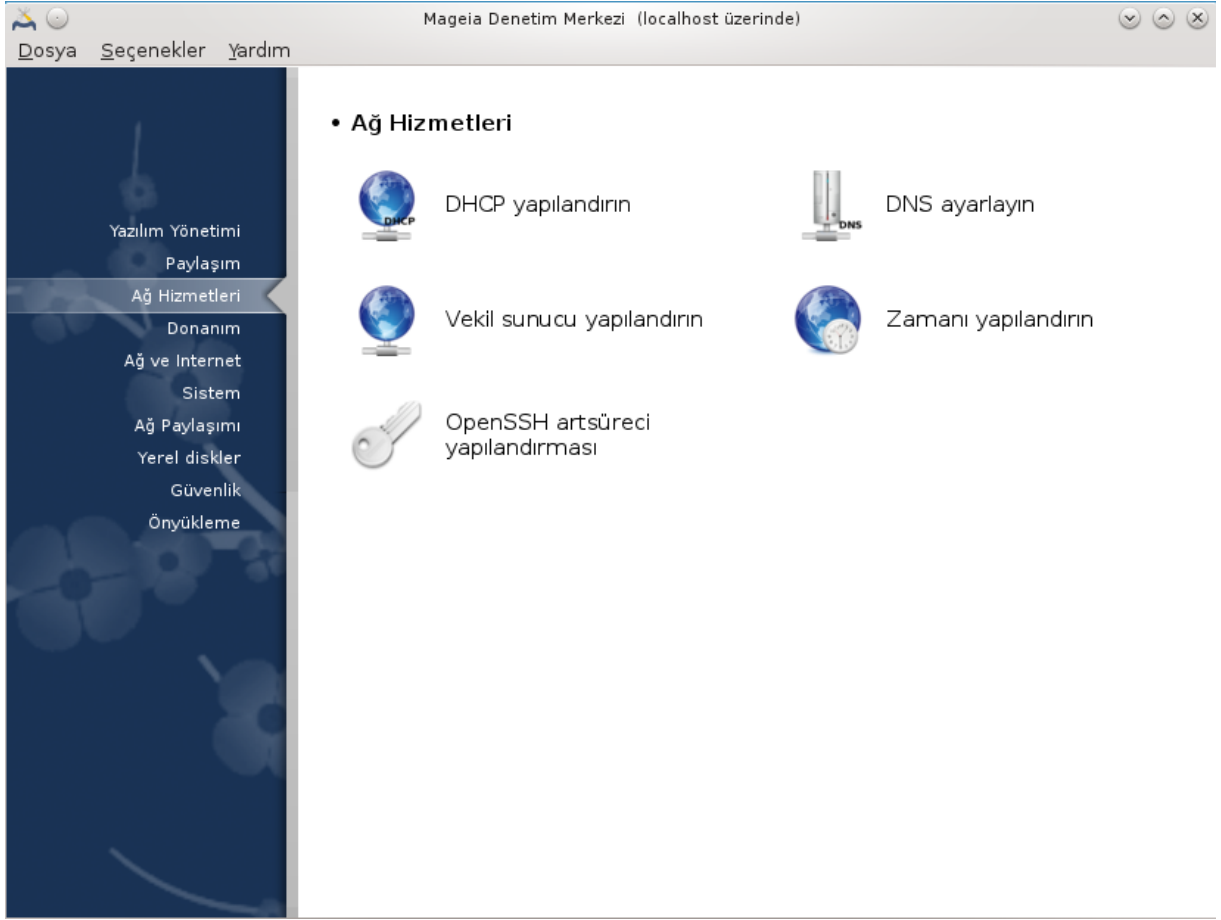 Mageia Denetim Merkezi (localhost üzerinde)
Dosya Seçenekler Yardım
Yazılım Yönetimi
Paylaşım
Ağ Hizmetleri
Donanım
Ağ ve Internet
Sistem
Ağ Paylaşımı
Yerel diskler
Güvenlik
Önyükleme
• Ağ Hizmetleri
DHCP
DHCP yapılandırın
DNS
DNS ayarlayın
Vekil sunucu yapılandırın
Zamanı yapılandırın
OpenSSH artsüreci
yapılandırması